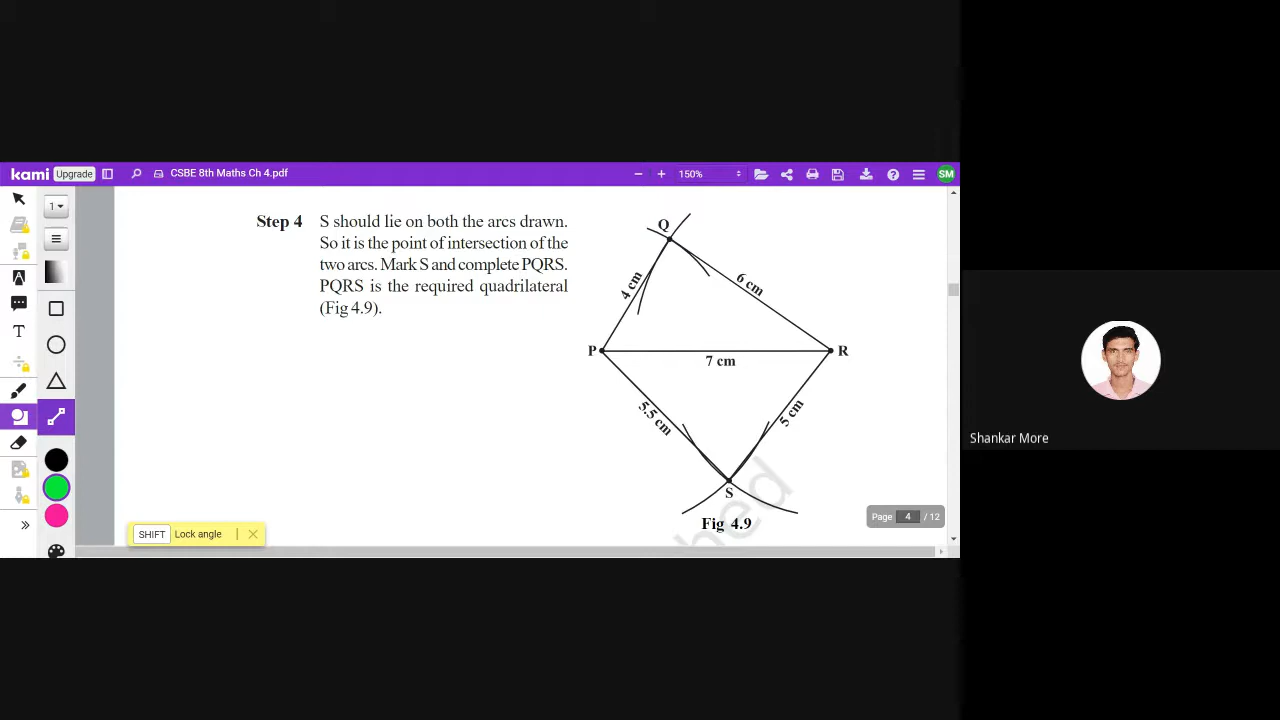 kami Upgrade CSBE 8th Maths Ch 4.pdf 150% SM
1
Step 4 S should lie on both the arcs drawn.
So it is the point of intersection of the
two arcs. Mark S and complete PQRS.
PQRS is the required quadrilateral
(Fig 4.9).
Q
4 cm
6 cm
P
R
7 cm
5.5 cm
5 cm
S
Fig 4.9
hed
A
T
Page 4 / 12
SHIFT Lock angle
Shankar More